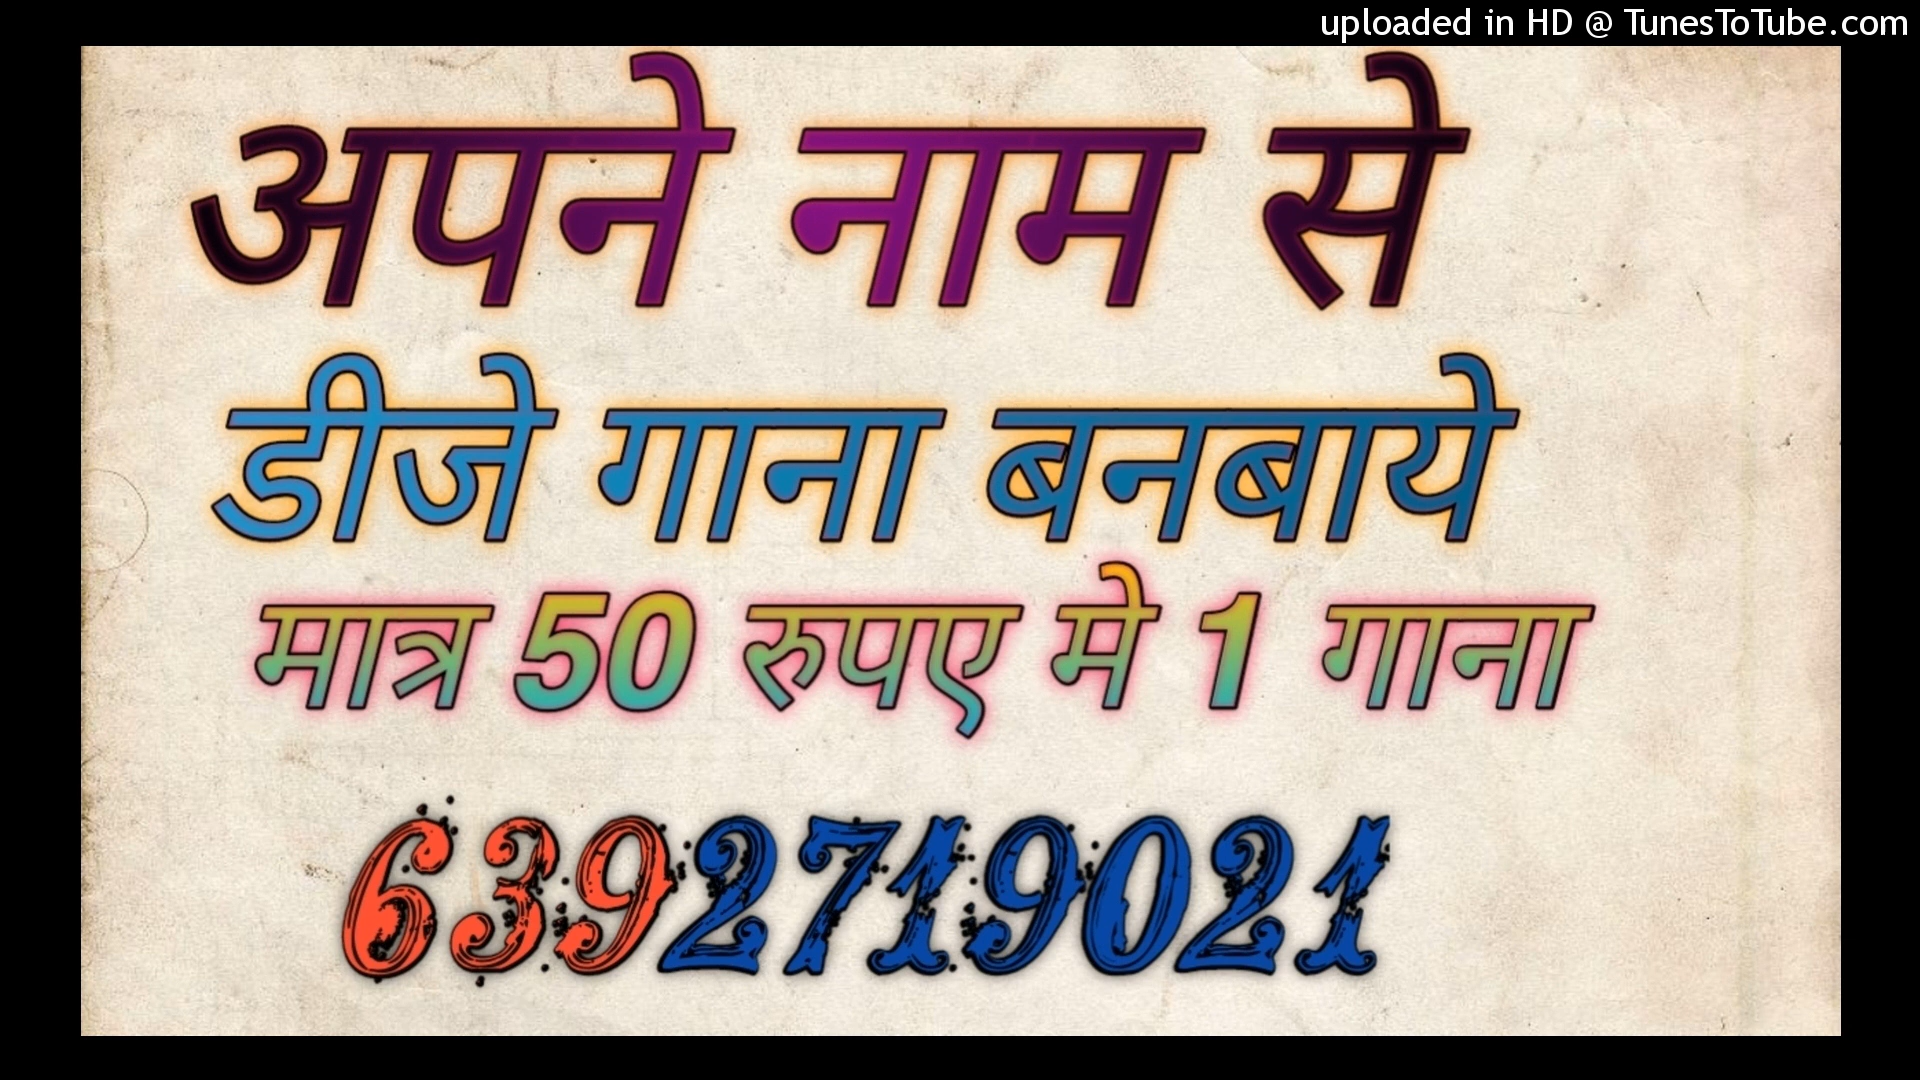 uploaded in HD @ TunesToTube.com
अपने नाम से
डीजे गाना बनबाये
मात्र 50 रुपए मे 1 गाना
6392719021